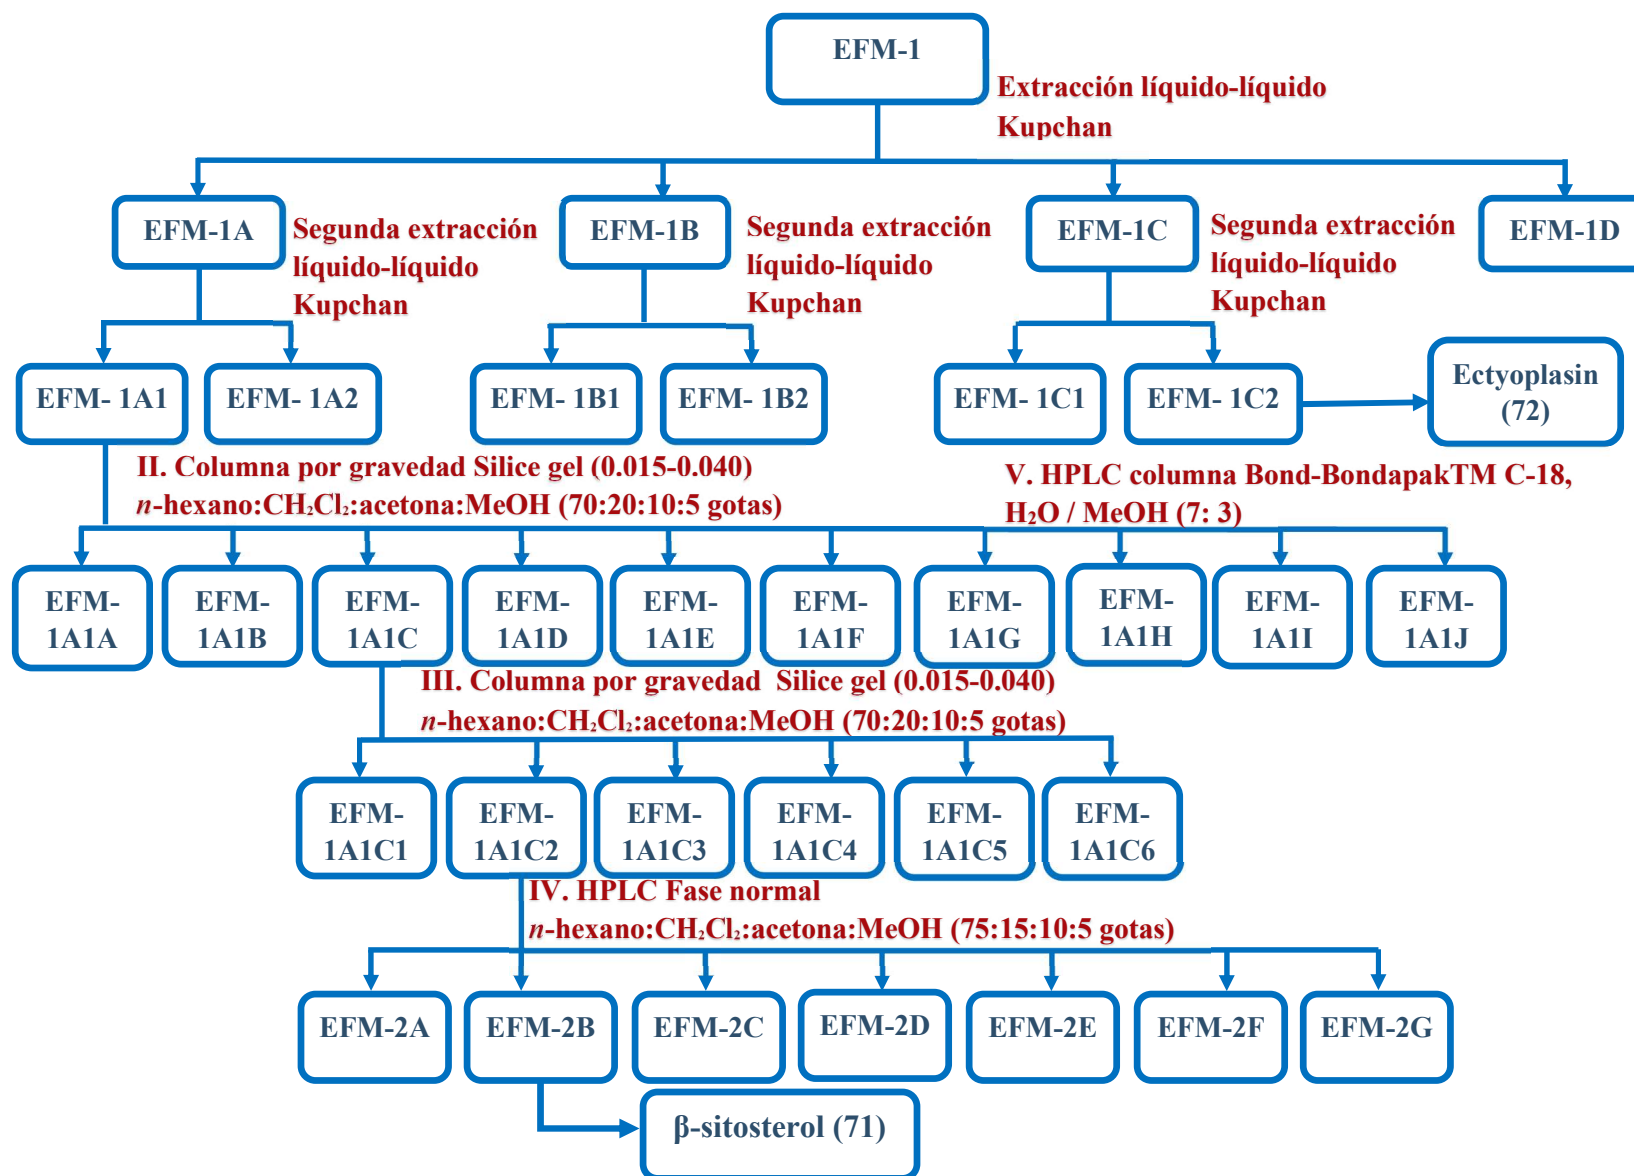 EFM-1
Extracción líquido-líquido
Kupchan
EFM-1A
Segunda extracción
líquido-líquido
Kupchan
EFM-1B
Segunda extracción
líquido-líquido
Kupchan
EFM-1C
Segunda extracción
líquido-líquido
Kupchan
EFM-1D
EFM- 1A1
EFM- 1A2
EFM- 1B1
EFM- 1B2
EFM- 1C1
EFM- 1C2
Ectyoplasin
(72)
II. Columna por gravedad Silice gel (0.015-0.040)
n-hexano:CH₂Cl₂:acetona:MeOH (70:20:10:5 gotas)
V. HPLC columna Bond-BondapakTM C-18,
H₂O / MeOH (7: 3)
EFM-
1A1A
EFM-
1A1B
EFM-
1A1C
EFM-
1A1D
EFM-
1A1E
EFM-
1A1F
EFM-
1A1G
EFM-
1A1H
EFM-
1A1I
EFM-
1A1J
III. Columna por gravedad  Silice gel (0.015-0.040)
n-hexano:CH₂Cl₂:acetona:MeOH (70:20:10:5 gotas)
EFM-
1A1C1
EFM-
1A1C2
EFM-
1A1C3
EFM-
1A1C4
EFM-
1A1C5
EFM-
1A1C6
IV. HPLC Fase normal
n-hexano:CH₂Cl₂:acetona:MeOH (75:15:10:5 gotas)
EFM-2A
EFM-2B
EFM-2C
EFM-2D
EFM-2E
EFM-2F
EFM-2G
β-sitosterol (71)